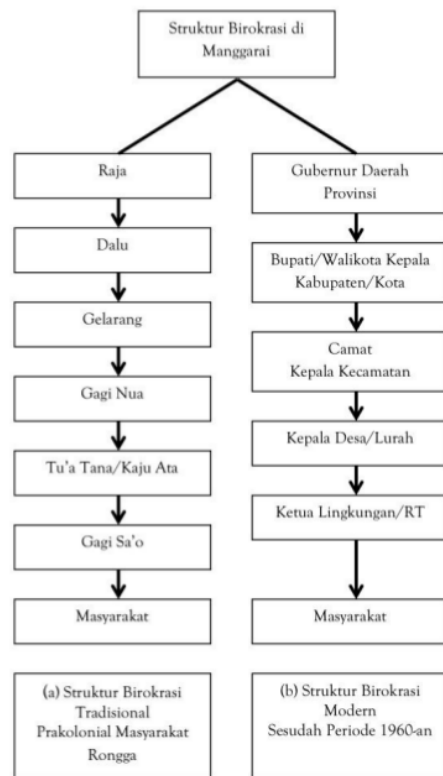 Struktur Birokrasi di
Manggarai
Raja
Dalu
Gelarang
Gagi Nua
Tu'a Tana/Kaju Ata
Gagi Sa'o
Masyarakat
(a) Struktur Birokrasi
Tradisional
Prakolonial Masyarakat
Rongga
Gubernur Daerah
Provinsi
Bupati/Walikota Kepala
Kabupaten/Kota
Camat
Kepala Kecamatan
Kepala Desa/Lurah
Ketua Lingkungan/RT
Masyarakat
(b) Struktur Birokrasi
Modern
Sesudah Periode 1960-an